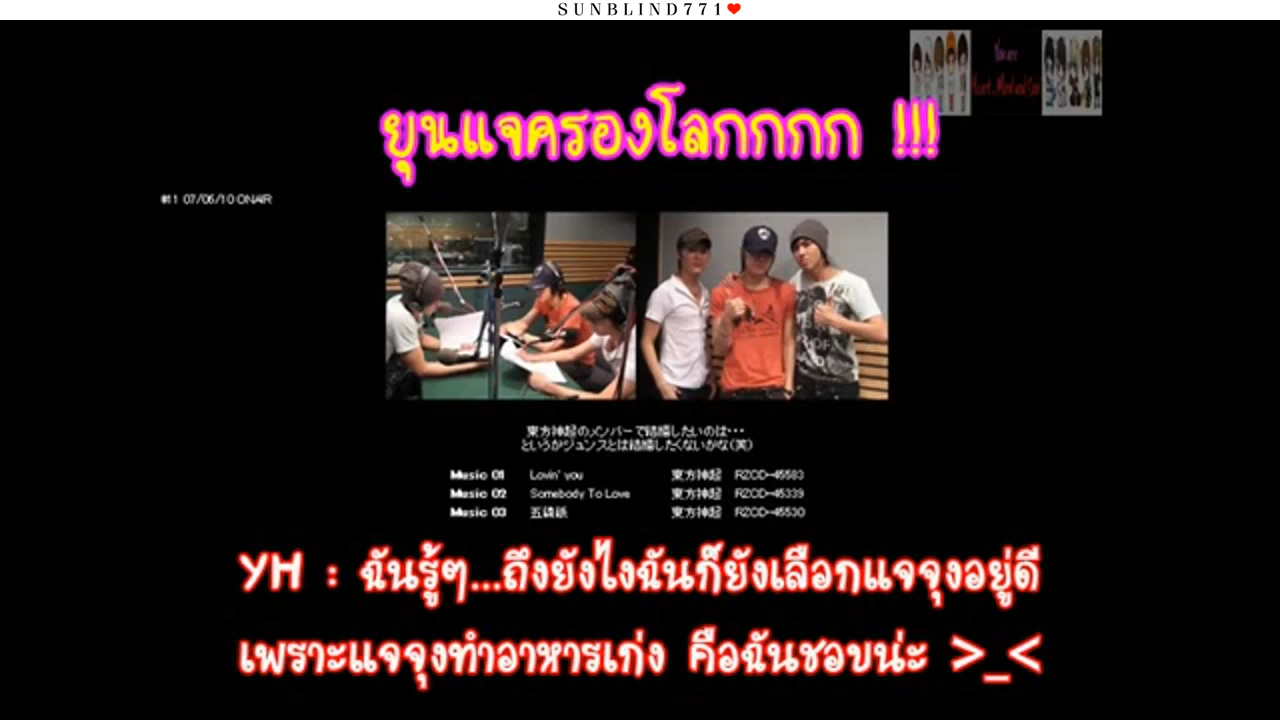 SUNBLIND771
You are
ยุนแจครองโลกกกก !!!
#11 07/06/10 ONAIR
東方神起のメンバーで結婚したいのは・・・
というかジュンスとは結婚したくないかな(笑)
Music 01 Lovin' you 東方神起 RZCD-45583
Music 02 Somebody To Love 東方神起 RZCD-45339
Music 03 東方神起 RZCD-45530
YH : ฉันรู้ๆ...ถึงยังไงฉันก็ยังเลือกแจจุงอยู่ดี
เพราะแจจุงทำอาหารเก่ง คือฉันชอบน่ะ >_<